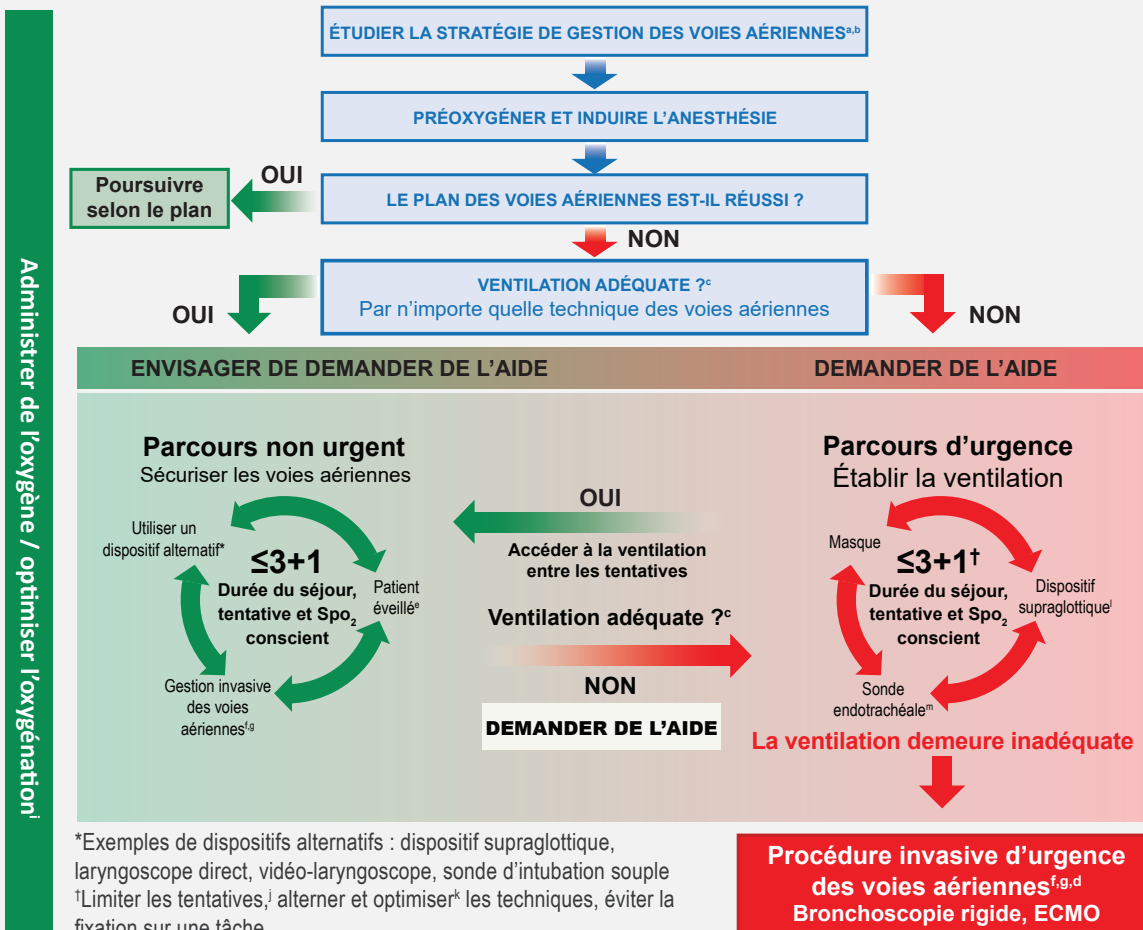 Administrer de l’oxygène / optimiser l’oxygénationⁱ
ÉTUDIER LA STRATÉGIE DE GESTION DES VOIES AÉRIENNESᵃ,ᵇ
PRÉOXYGÉNER ET INDUIRE L’ANESTHÉSIE
OUI
Poursuivre
selon le plan
LE PLAN DES VOIES AÉRIENNES EST-IL RÉUSSI ?
NON
VENTILATION ADÉQUATE ?ᶜ
Par n’importe quelle technique des voies aériennes
OUI
NON
ENVISAGER DE DEMANDER DE L’AIDE
DEMANDER DE L’AIDE
Parcours non urgent
Sécuriser les voies aériennes
Utiliser un
dispositif alternatif*
≤3+1
Durée du séjour,
tentative et Spo₂
conscient
Patient
éveilléᵉ
Gestion invasive
des voies
aériennesᶠ,ᵍ
OUI
Accéder à la ventilation
entre les tentatives
Ventilation adéquate ?ᶜ
NON
DEMANDER DE L’AIDE
Parcours d’urgence
Établir la ventilation
Masque
≤3+1†
Durée du séjour,
tentative et Spo₂
conscient
Dispositif
supraglottiqueˡ
Sonde
endotrachéaleᵐ
La ventilation demeure inadéquate
*Exemples de dispositifs alternatifs : dispositif supraglottique,
laryngoscope direct, vidéo-laryngoscope, sonde d’intubation souple
†Limiter les tentatives,ʲ alterner et optimiserᵏ les techniques, éviter la
fixation sur une tâche
Procédure invasive d’urgence
des voies aériennesᶠ,ᵍ,ᵈ
Bronchoscopie rigide, ECMO